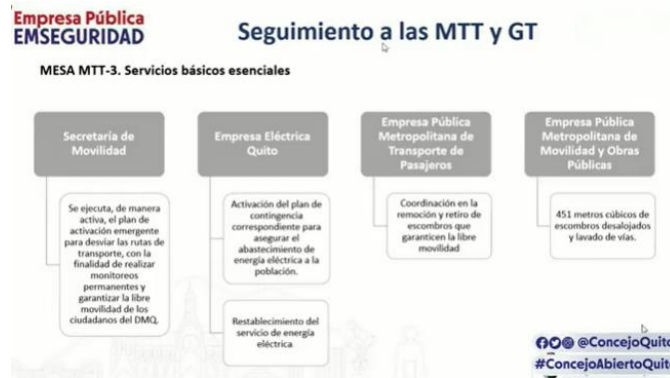 Empresa Pública
EMSEGURIDAD
Seguimiento a las MTT y GT
MESA MTT-3. Servicios básicos esenciales
Secretaría de
Movilidad
Se ejecuta, de manera
activa, el plan de
activación emergente
para desviar las rutas de
transporte, con la
finalidad de realizar
monitoreos
permanentes y
garantizar la libre
movilidad de los
ciudadanos del DMQ.
Empresa Eléctrica
Quito
Activación del plan de
contingencia
correspondiente para
asegurar el
abastecimiento de
energía eléctrica a la
población.
Restablecimiento del
servicio de energía
eléctrica
Empresa Pública
Metropolitana de
Transporte de
Pasajeros
Coordinación en la
remoción y retiro de
escombros que
garanticen la libre
movilidad
Empresa Pública
Metropolitana de
Movilidad y Obras
Públicas
451 metros cúbicos de
escombros desalojados
y lavado de vías.
@ConcejoQuito
#ConcejoAbiertoQuit